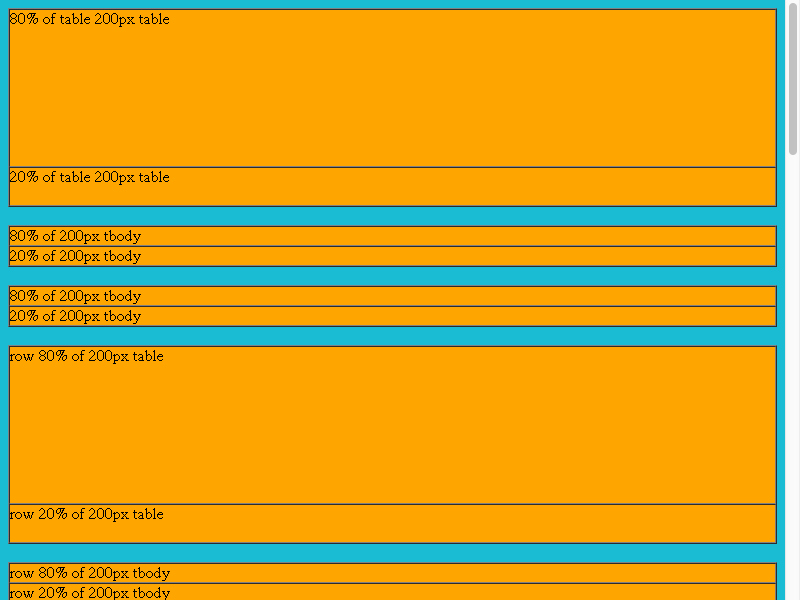 80% of table 200px table
20% of table 200px table
80% of 200px tbody
20% of 200px tbody
80% of 200px tbody
20% of 200px tbody
row 80% of 200px table
row 20% of 200px table
row 80% of 200px tbody
row 20% of 200px tbody